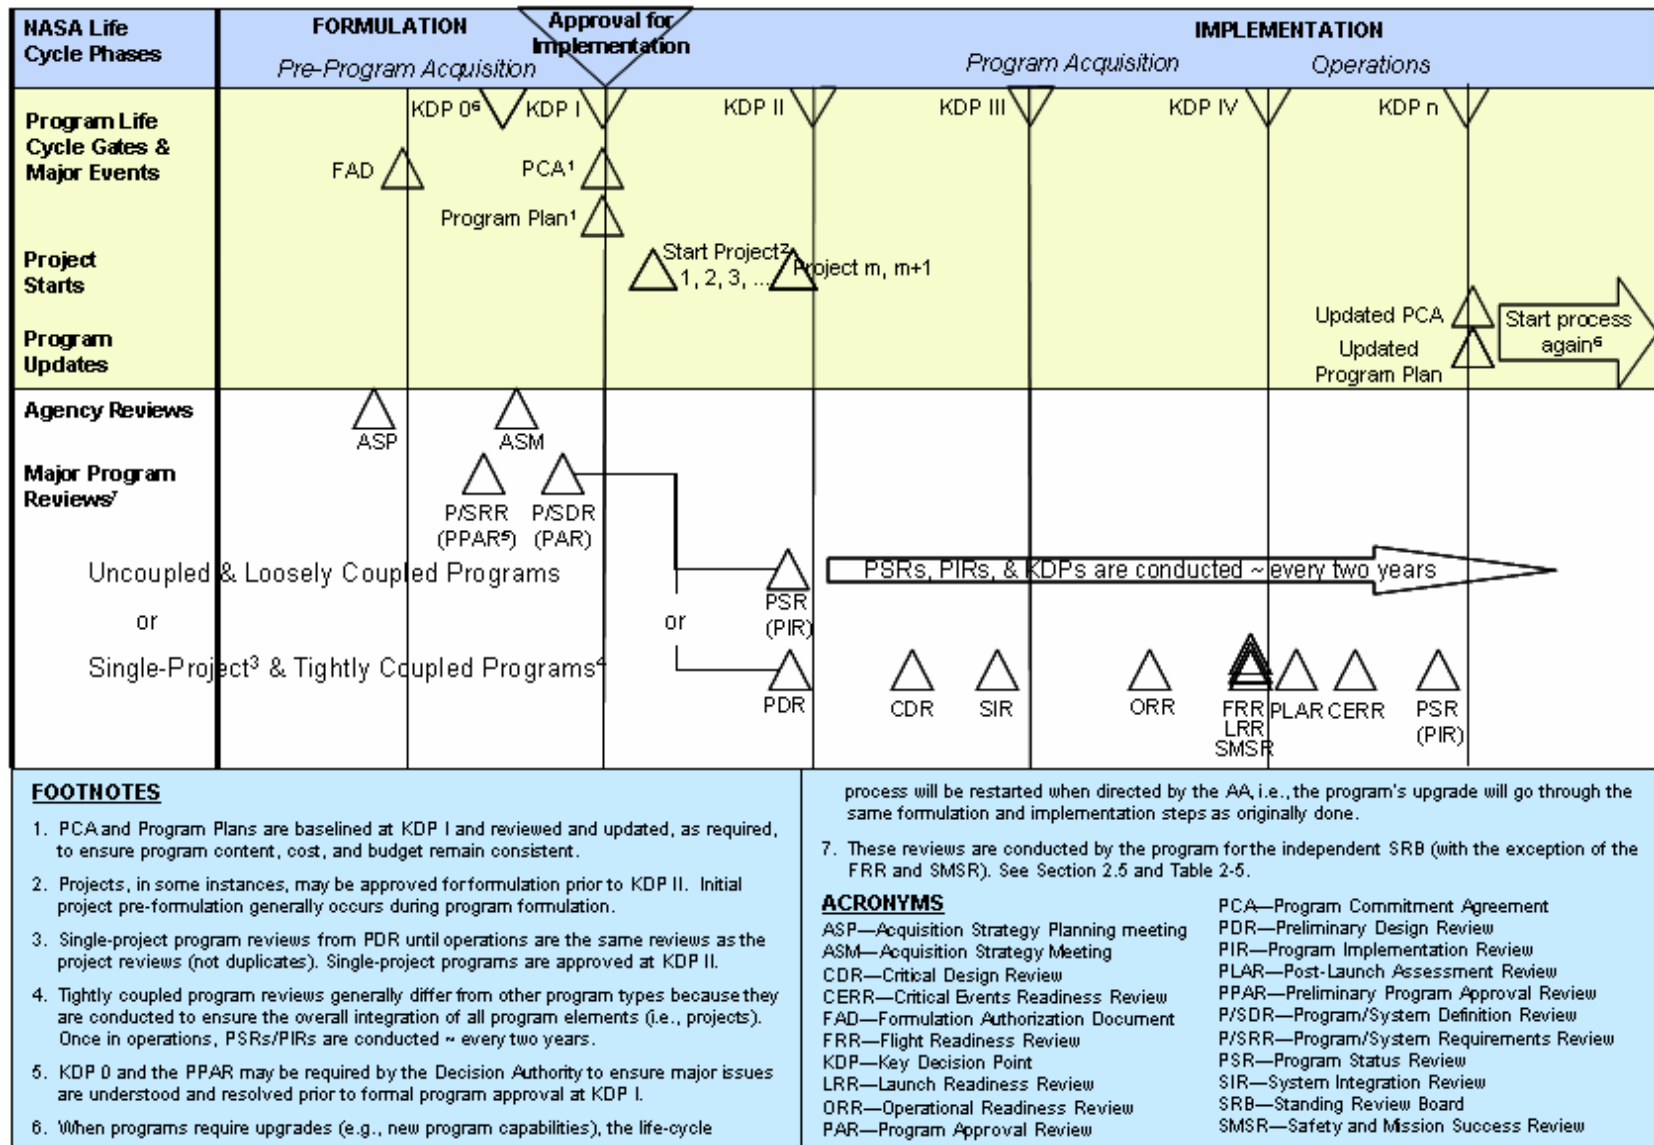 NASA Life
Cycle Phases
FORMULATION
Pre-Program Acquisition
Approval for
Implementation
IMPLEMENTATION
Program Acquisition
Operations
Program Life
Cycle Gates &
Major Events
KDP 0⁶
KDP I
KDP II
KDP III
KDP IV
KDP n
FAD
PCA¹
Program Plan¹
Project
Starts
Start Project²
1, 2, 3, ...
Project m, m+1
Program
Updates
Updated PCA
Updated
Program Plan
Start process
again⁶
Agency Reviews
ASP
ASM
Major Program
Reviews⁷
P/SRR
(PPAR⁵)
P/SDR
(PAR)
Uncoupled & Loosely Coupled Programs
or
Single-Project³ & Tightly Coupled Programs⁴
or
PSR
(PIR)
PSRs, PIRs, & KDPs are conducted ~ every two years
PDR
CDR
SIR
ORR
FRR
LRR
SMSR
PLAR
CERR
PSR
(PIR)
FOOTNOTES
1. PCA and Program Plans are baselined at KDP I and reviewed and updated, as required,
to ensure program content, cost, and budget remain consistent.
2. Projects, in some instances, may be approved for formulation prior to KDP II. Initial
project pre-formulation generally occurs during program formulation.
3. Single-project program reviews from PDR until operations are the same reviews as the
project reviews (not duplicates). Single-project programs are approved at KDP II.
4. Tightly coupled program reviews generally differ from other program types because they
are conducted to ensure the overall integration of all program elements (i.e., projects).
Once in operations, PSRs/PIRs are conducted ~ every two years.
5. KDP 0 and the PPAR may be required by the Decision Authority to ensure major issues
are understood and resolved prior to formal program approval at KDP I.
6. When programs require upgrades (e.g., new program capabilities), the life-cycle
process will be restarted when directed by the AA, i.e., the program's upgrade will go through the
same formulation and implementation steps as originally done.
7. These reviews are conducted by the program for the independent SRB (with the exception of the
FRR and SMSR). See Section 2.5 and Table 2-5.
ACRONYMS
ASP—Acquisition Strategy Planning meeting
ASM—Acquisition Strategy Meeting
CDR—Critical Design Review
CERR—Critical Events Readiness Review
FAD—Formulation Authorization Document
FRR—Flight Readiness Review
KDP—Key Decision Point
LRR—Launch Readiness Review
ORR—Operational Readiness Review
PAR—Program Approval Review
PCA—Program Commitment Agreement
PDR—Preliminary Design Review
PIR—Program Implementation Review
PLAR—Post-Launch Assessment Review
PPAR—Preliminary Program Approval Review
P/SDR—Program/System Definition Review
P/SRR—Program/System Requirements Review
PSR—Program Status Review
SIR—System Integration Review
SRB—Standing Review Board
SMSR—Safety and Mission Success Review